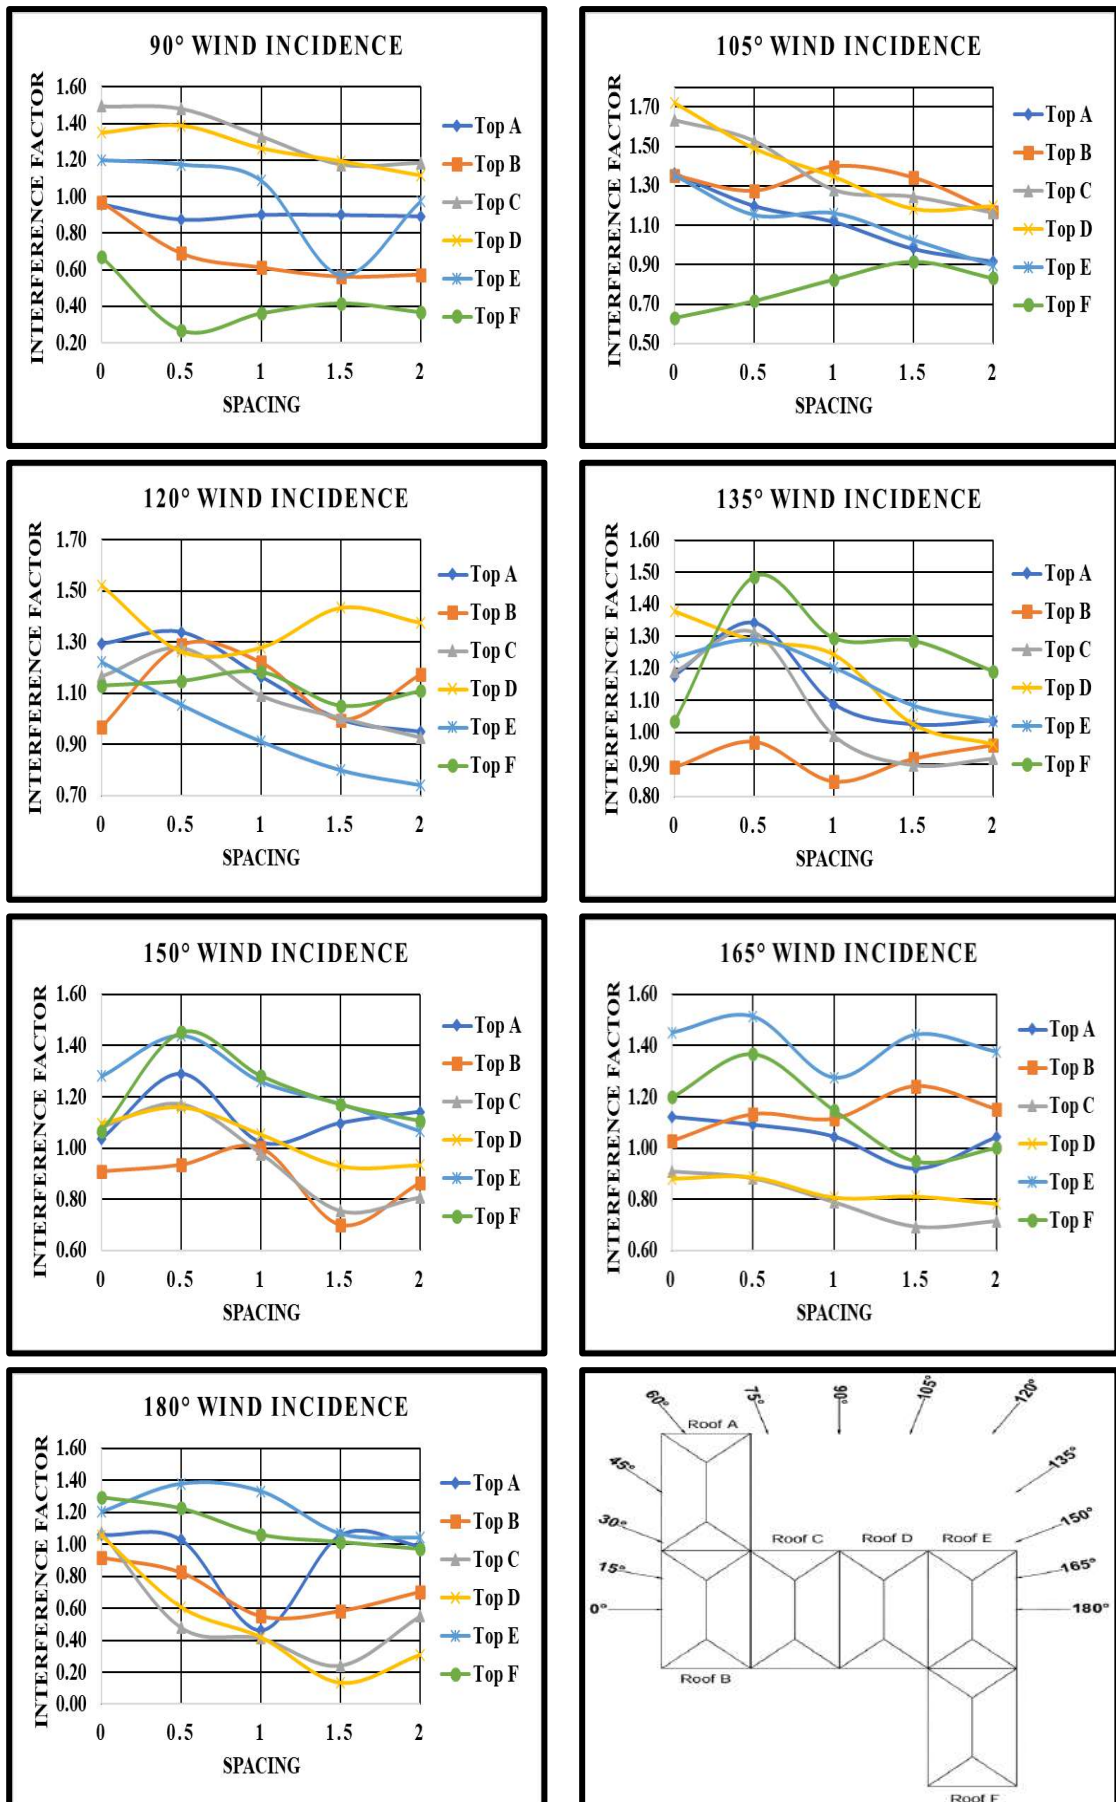 90° WIND INCIDENCE
INTERFERENCE FACTOR
1.60
1.40
1.20
1.00
0.80
0.60
0.40
0.20
0 0.5 1 1.5 2
SPACING
Top A
Top B
Top C
Top D
Top E
Top F
105° WIND INCIDENCE
INTERFERENCE FACTOR
1.70
1.50
1.30
1.10
0.90
0.70
0.50
0 0.5 1 1.5 2
SPACING
Top A
Top B
Top C
Top D
Top E
Top F
120° WIND INCIDENCE
INTERFERENCE FACTOR
1.70
1.50
1.30
1.10
0.90
0.70
0 0.5 1 1.5 2
SPACING
Top A
Top B
Top C
Top D
Top E
Top F
135° WIND INCIDENCE
INTERFERENCE FACTOR
1.60
1.50
1.40
1.30
1.20
1.10
1.00
0.90
0.80
0 0.5 1 1.5 2
SPACING
Top A
Top B
Top C
Top D
Top E
Top F
150° WIND INCIDENCE
INTERFERENCE FACTOR
1.60
1.40
1.20
1.00
0.80
0.60
0 0.5 1 1.5 2
SPACING
Top A
Top B
Top C
Top D
Top E
Top F
165° WIND INCIDENCE
INTERFERENCE FACTOR
1.60
1.40
1.20
1.00
0.80
0.60
0 0.5 1 1.5 2
SPACING
Top A
Top B
Top C
Top D
Top E
Top F
180° WIND INCIDENCE
INTERFERENCE FACTOR
1.60
1.40
1.20
1.00
0.80
0.60
0.40
0.20
0.00
0 0.5 1 1.5 2
SPACING
Top A
Top B
Top C
Top D
Top E
Top F
60° 75° 90° 105° 120°
Roof A
45° 135°
30° 150°
Roof C Roof D Roof E
15° 165°
0° 180°
Roof B
Roof F